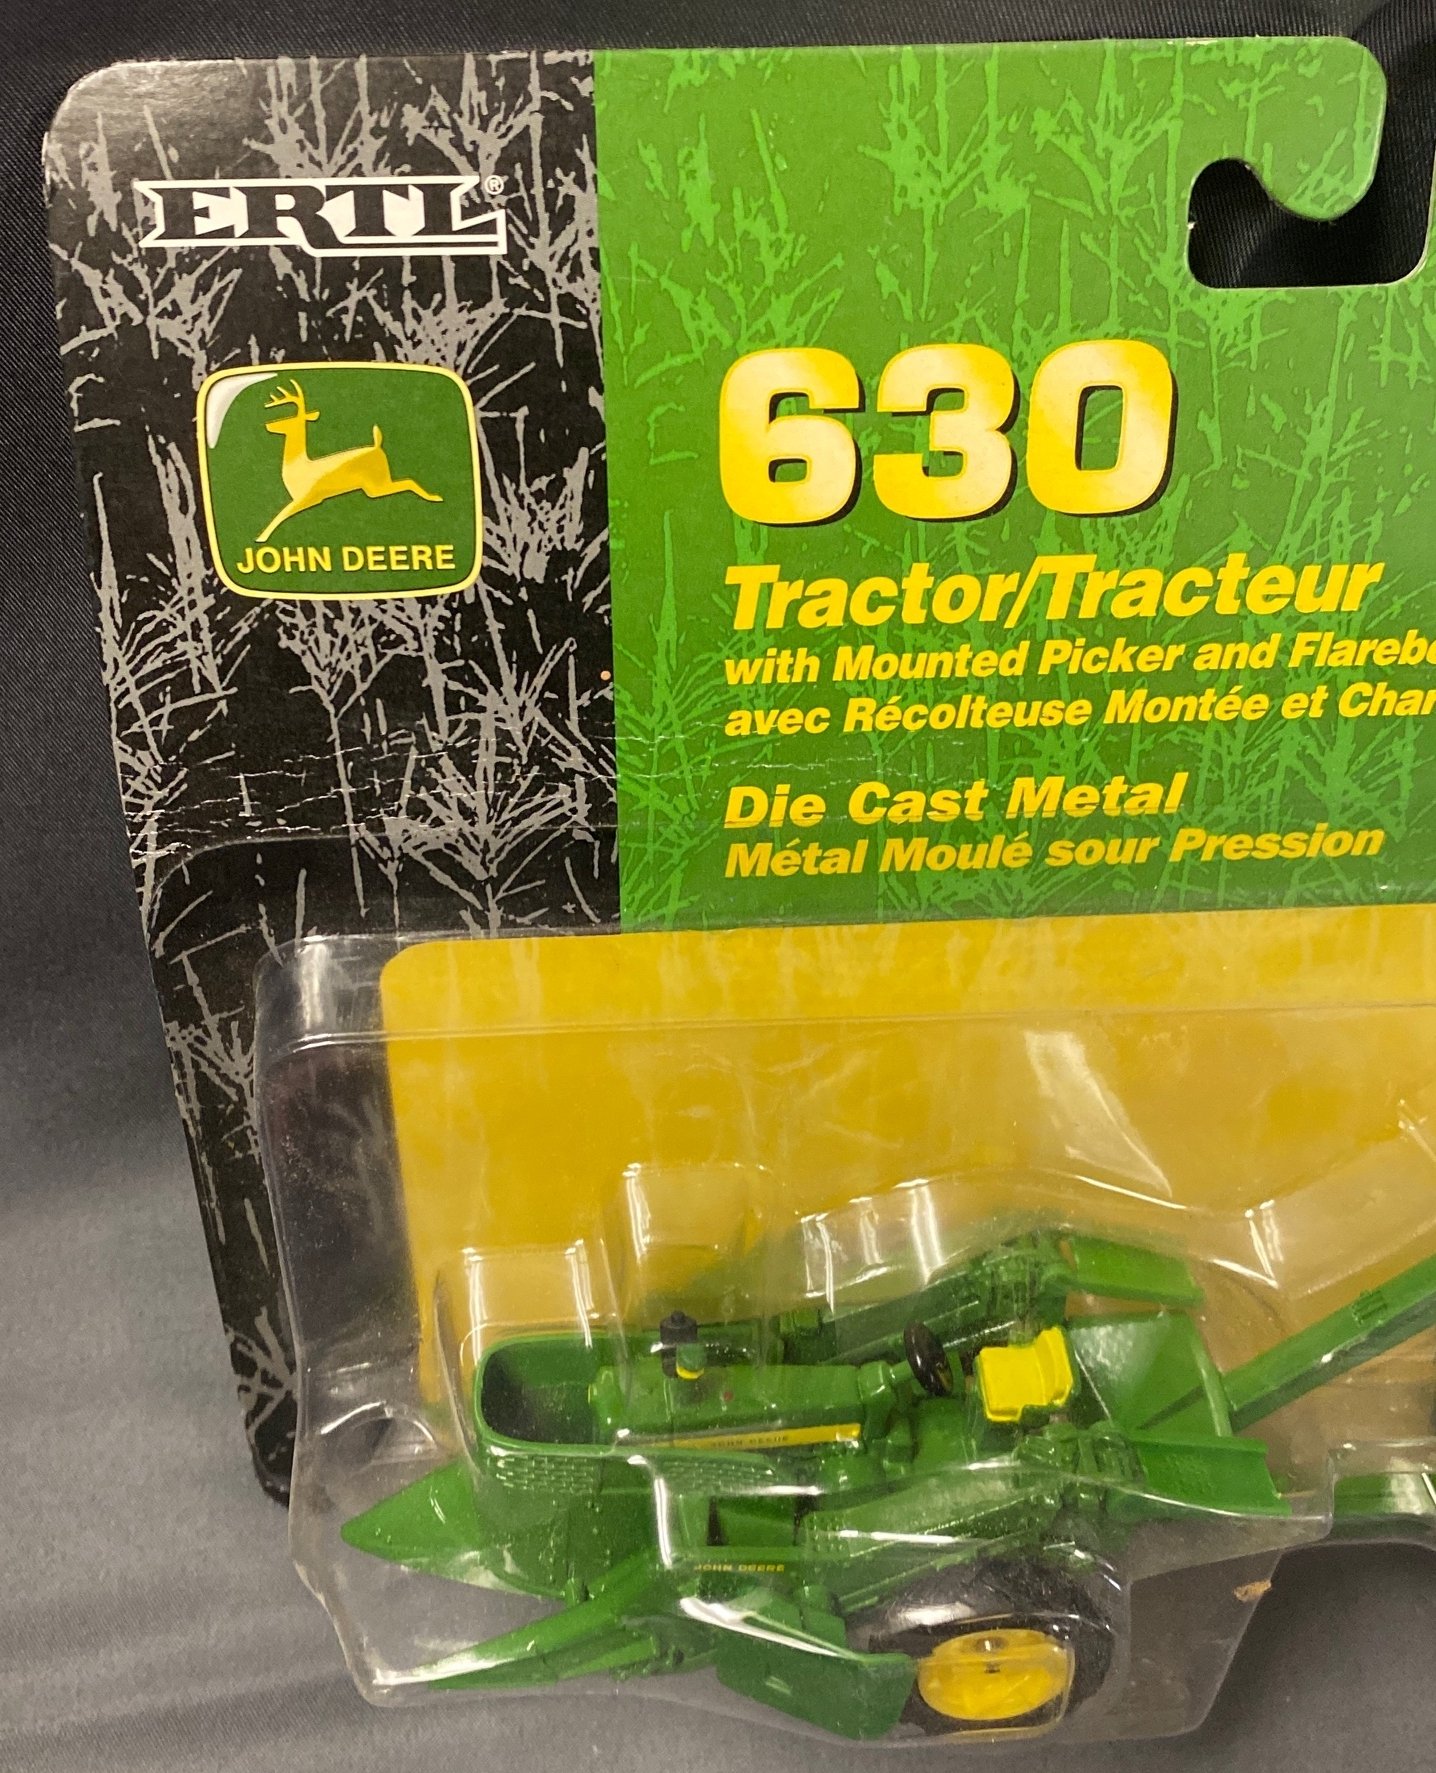 ERTL®
JOHN DEERE
630
Tractor/Tracteur
with Mounted Picker and Flarebo
avec Récolteuse Montée et Char
Die Cast Metal
Métal Moulé sour Pression
JOHN DEERE
JOHN DEERE